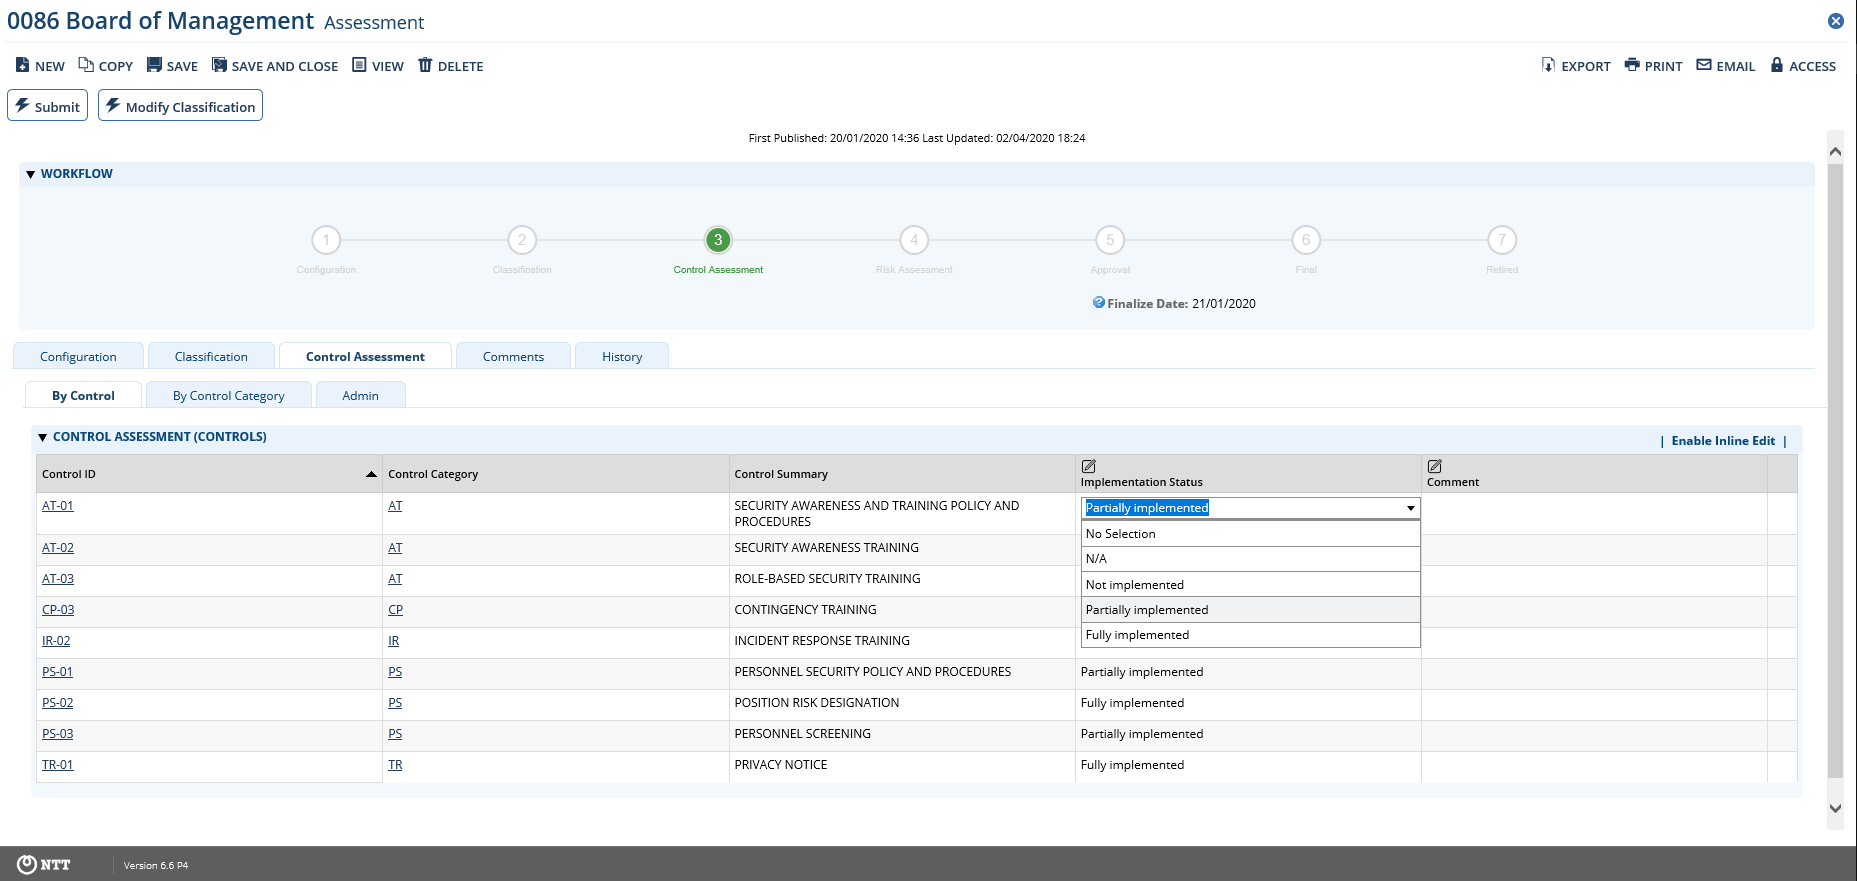 0086 Board of Management Assessment
NEW COPY SAVE SAVE AND CLOSE VIEW DELETE EXPORT PRINT EMAIL ACCESS
Submit Modify Classification
First Published: 20/01/2020 14:36 Last Updated: 02/04/2020 18:24
WORKFLOW
1 2 3 4 5 6 7
Configuration Classification Control Assessment Risk Assessment Approval Final Retired
Finalize Date: 21/01/2020
Configuration Classification Control Assessment Comments History
By Control By Control Category Admin
CONTROL ASSESSMENT (CONTROLS) | Enable Inline Edit |
Control ID Control Category Control Summary Implementation Status Comment
AT-01 AT SECURITY AWARENESS AND TRAINING POLICY AND Partially implemented
PROCEDURES
No Selection
AT-02 AT SECURITY AWARENESS TRAINING
N/A
AT-03 AT ROLE-BASED SECURITY TRAINING Not implemented
CP-03 CP CONTINGENCY TRAINING Partially implemented
IR-02 IR INCIDENT RESPONSE TRAINING Fully implemented
PS-01 PS PERSONNEL SECURITY POLICY AND PROCEDURES Partially implemented
PS-02 PS POSITION RISK DESIGNATION Fully implemented
PS-03 PS PERSONNEL SCREENING Partially implemented
TR-01 TR PRIVACY NOTICE Fully implemented
NTT Version 6.6 P4